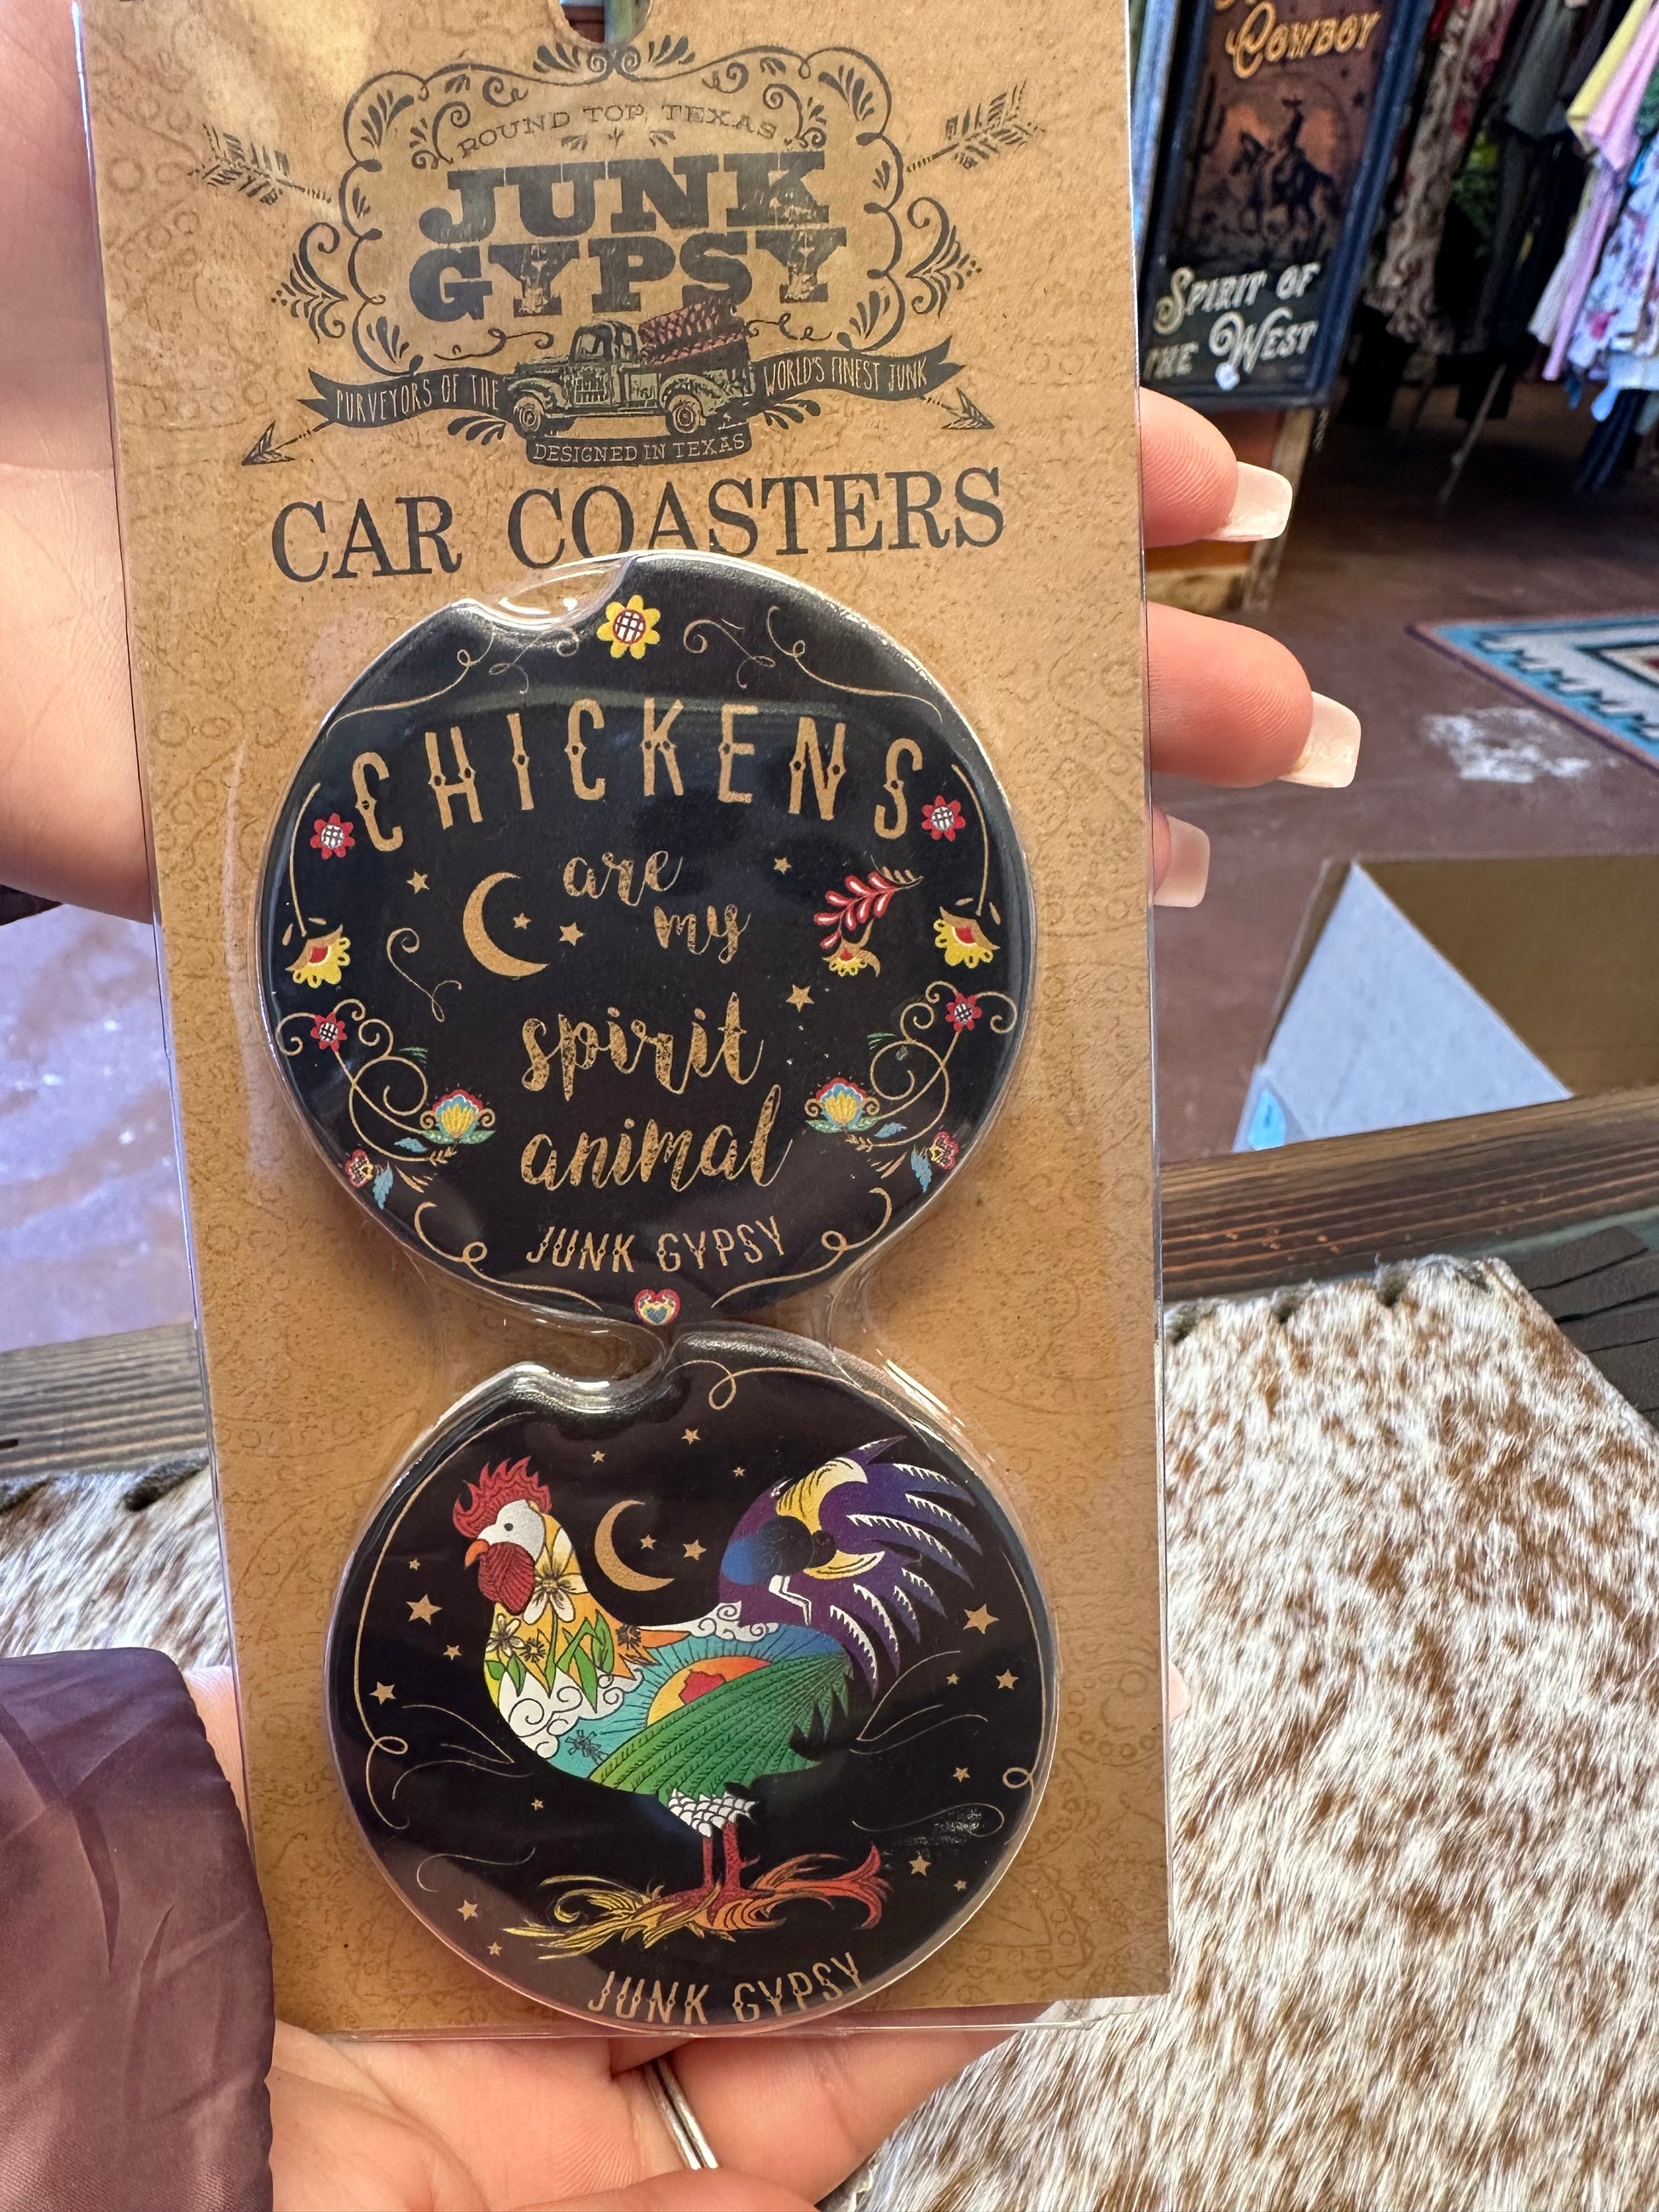 ROUND TOP, TEXAS
JUNK
GYPSY
PURVEYORS OF THE
WORLD'S FINEST JUNK
DESIGNED IN TEXAS
CAR COASTERS
CHICKENS
are
my
spirit
animal
JUNK GYPSY
JUNK GYPSY
COWBOY
SPIRIT OF
THE WEST